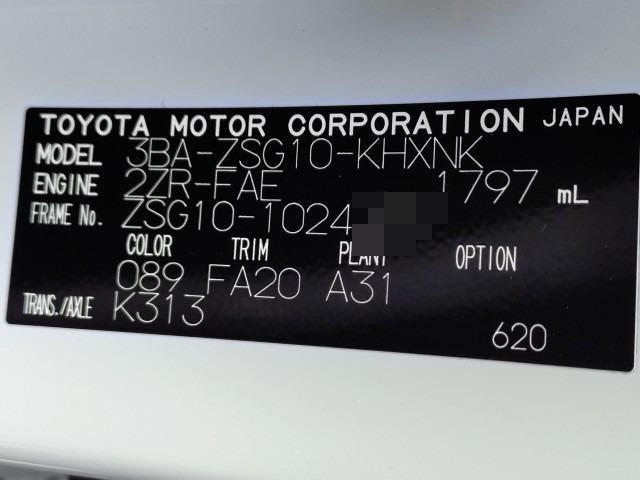 TOYOTA MOTOR CORPORATION JAPAN
MODEL 3BA-ZSG10-KHXNK
ENGINE 2ZR-FAE 1797 mL
FRAME No. ZSG10-1024
COLOR TRIM PLANT OPTION
089 FA20 A31
TRANS./AXLE K313
620